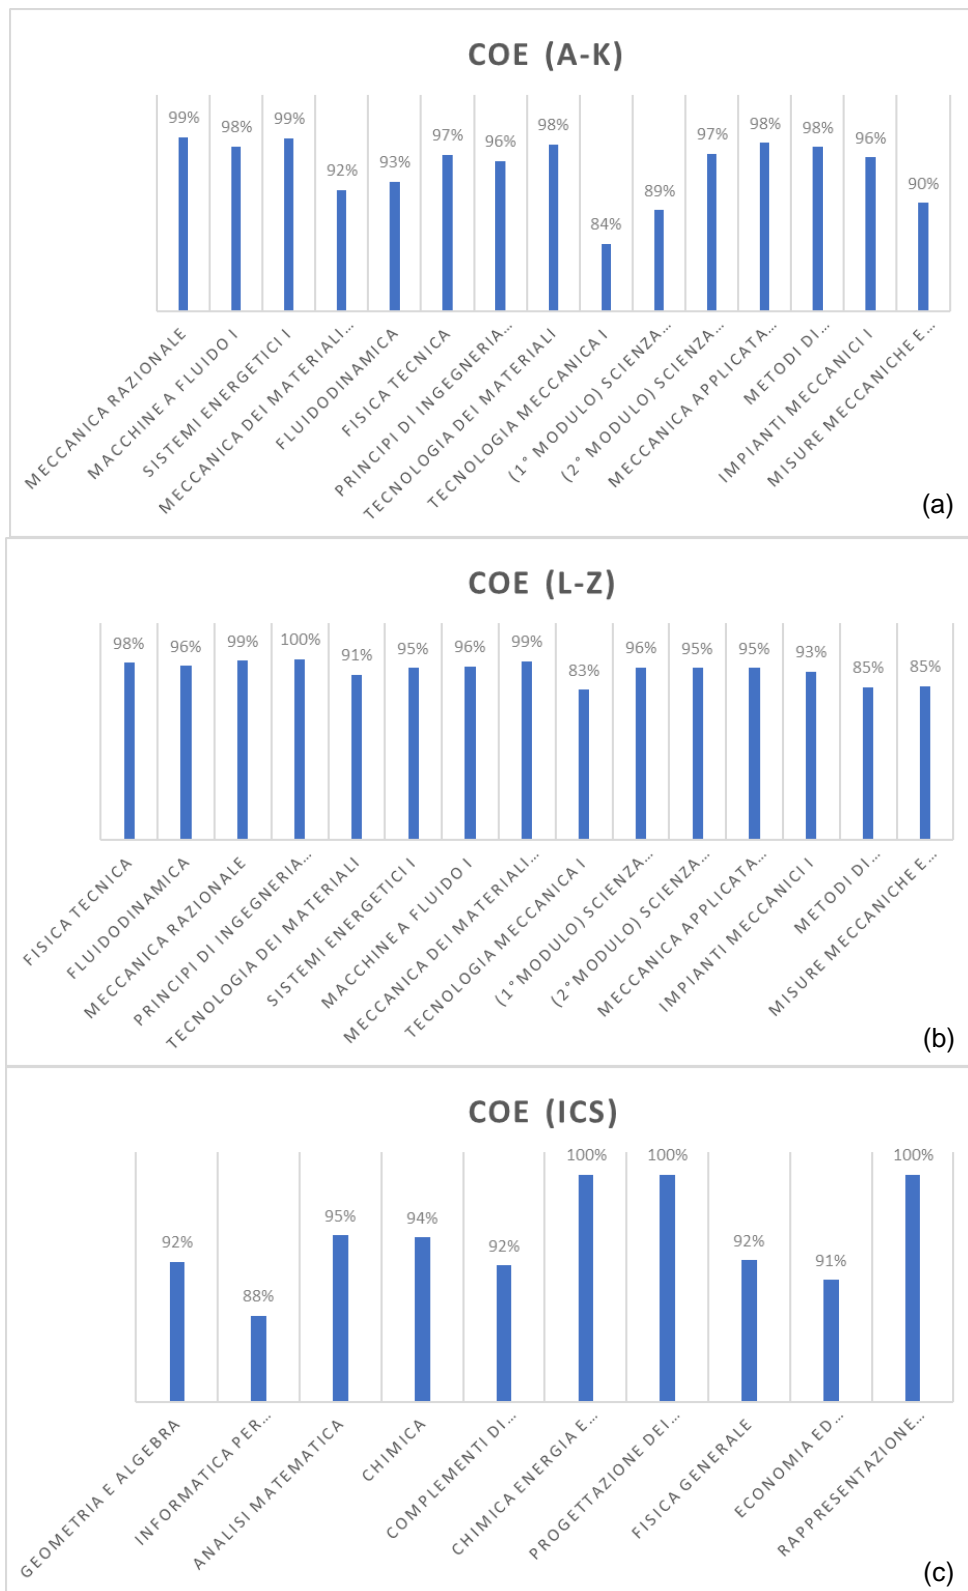 COE (A-K)
99%
98%
99%
92%
93%
97%
96%
98%
84%
89%
97%
98%
98%
96%
90%
MECCANICA RAZIONALE
MACCHINE A FLUIDO I
SISTEMI ENERGETICI I
MECCANICA DEI MATERIALI...
FLUIDODINAMICA
FISICA TECNICA
PRINCIPI DI INGEGNERIA...
TECNOLOGIA DEI MATERIALI
TECNOLOGIA MECCANICA I
(1° MODULO) SCIENZA...
(2° MODULO) SCIENZA...
MECCANICA APPLICATA...
METODI DI...
IMPIANTI MECCANICI I
MISURE MECCANICHE E...
(a)
COE (L-Z)
98%
96%
99%
100%
91%
95%
96%
99%
83%
96%
95%
95%
93%
85%
85%
FISICA TECNICA
FLUIDODINAMICA
MECCANICA RAZIONALE
PRINCIPI DI INGEGNERIA...
TECNOLOGIA DEI MATERIALI
SISTEMI ENERGETICI I
MACCHINE A FLUIDO I
MECCANICA DEI MATERIALI...
TECNOLOGIA MECCANICA I
(1°MODULO) SCIENZA...
(2°MODULO) SCIENZA...
MECCANICA APPLICATA...
IMPIANTI MECCANICI I
METODI DI...
MISURE MECCANICHE E...
(b)
COE (ICS)
92%
88%
95%
94%
92%
100%
100%
92%
91%
100%
GEOMETRIA E ALGEBRA
INFORMATICA PER...
ANALISI MATEMATICA
CHIMICA
COMPLEMENTI DI...
CHIMICA ENERGIA E...
PROGETTAZIONE DEI...
FISICA GENERALE
ECONOMIA ED...
RAPPRESENTAZIONE...
(c)